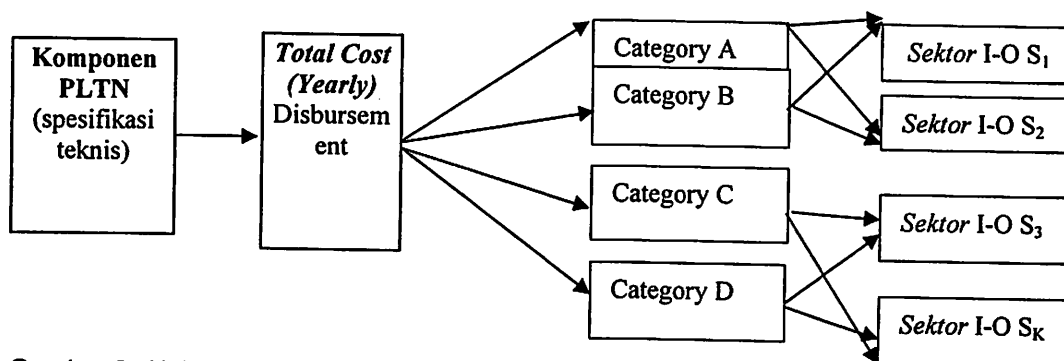 Komponen
PLTN
(spesifikasi
teknis)
Total Cost
(Yearly)
Disbursem
ent
Category A
Category B
Category C
Category D
Sektor I-O S₁
Sektor I-O S₂
Sektor I-O S₃
Sektor I-O Sₖ